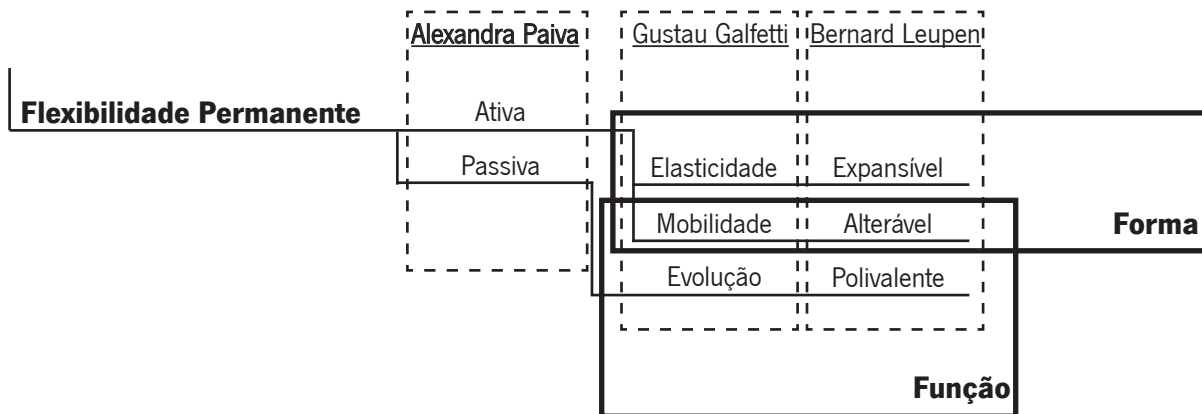 Alexandra Paiva Gustau Galfetti Bernard Leupen
Flexibilidade Permanente Ativa
Passiva Elasticidade Expansível
Mobilidade Alterável Forma
Evolução Polivalente
Função